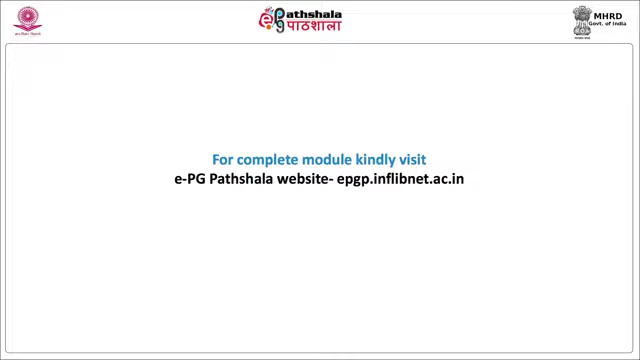 ePathshala
पाठशाला
MHRD
Govt. of India
For complete module kindly visit
e-PG Pathshala website- epgp.inflibnet.ac.in